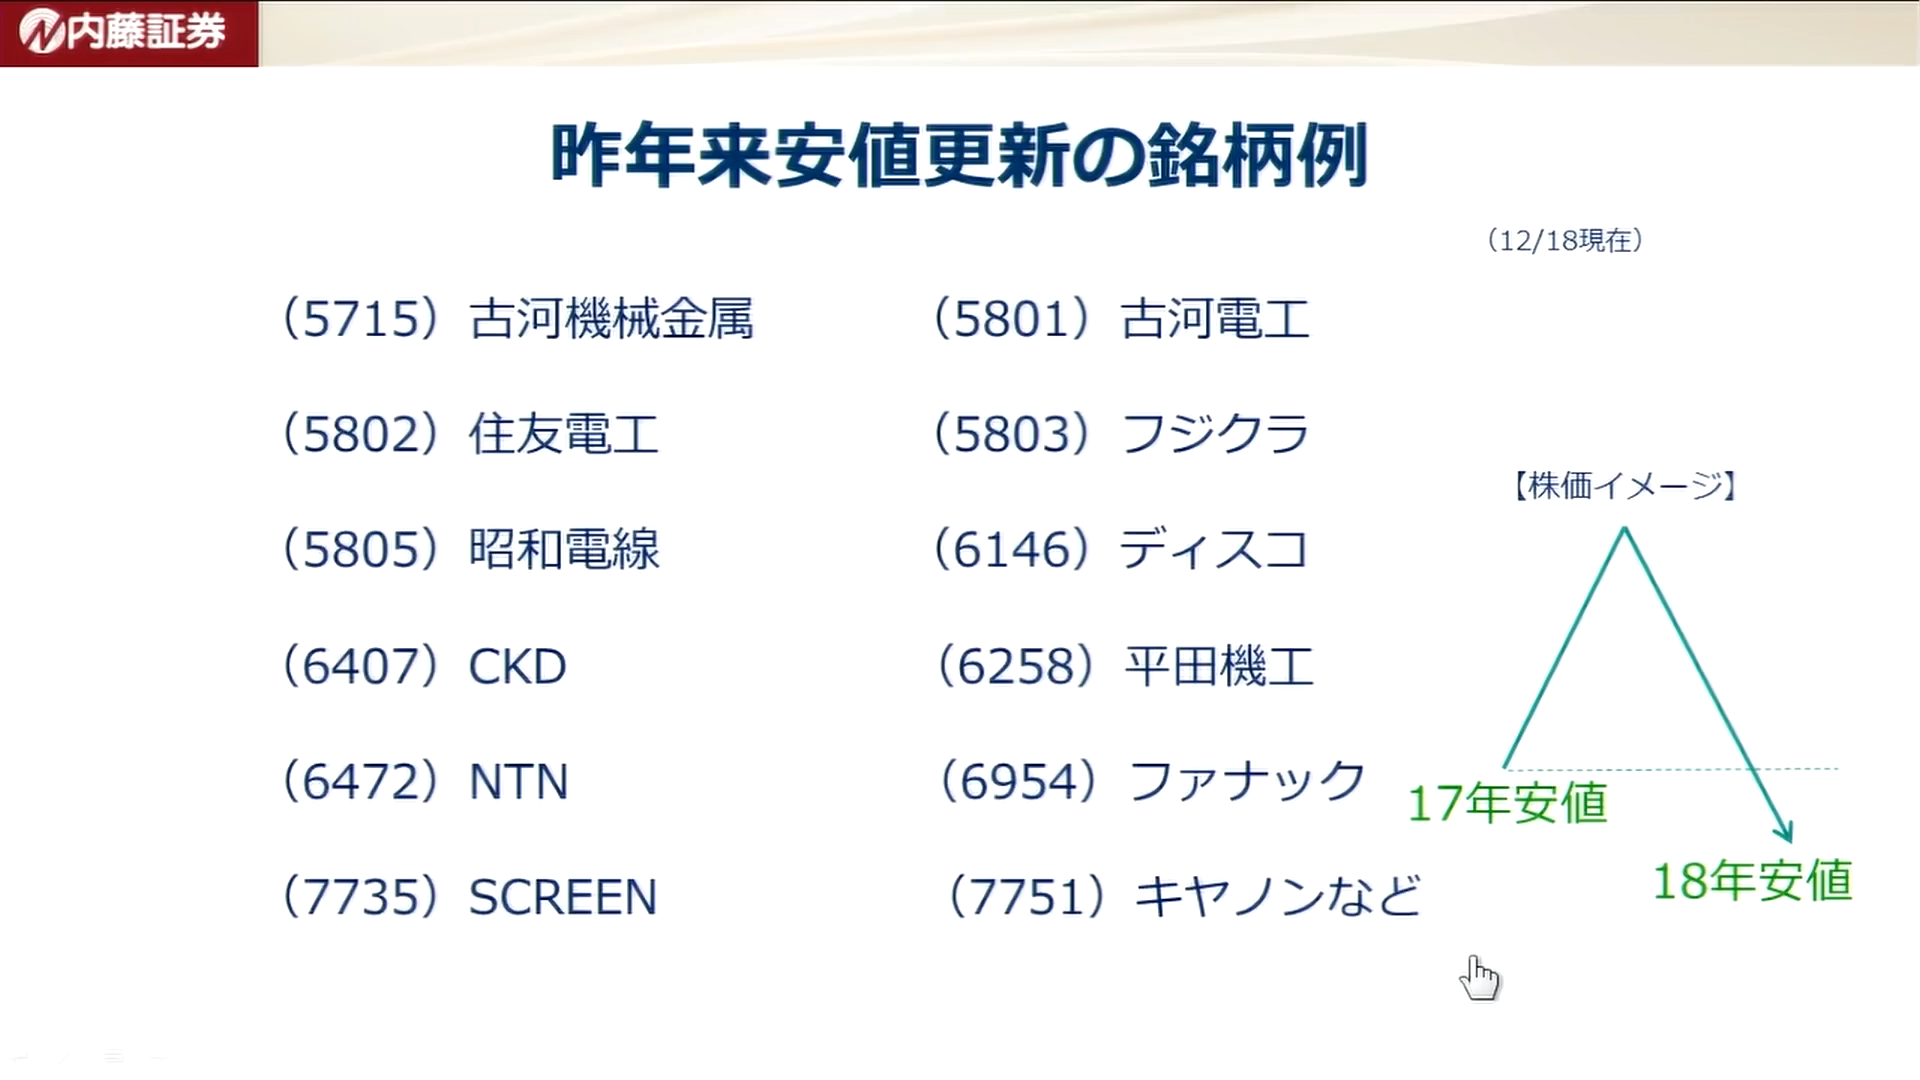 内藤証券
昨年来安値更新の銘柄例
（12/18現在）
（5715）古河機械金属
（5801）古河電工
（5802）住友電工
（5803）フジクラ
（5805）昭和電線
（6146）ディスコ
（6407）CKD
（6258）平田機工
（6472）NTN
（6954）ファナック
（7735）SCREEN
（7751）キヤノンなど
【株価イメージ】
17年安値
18年安値